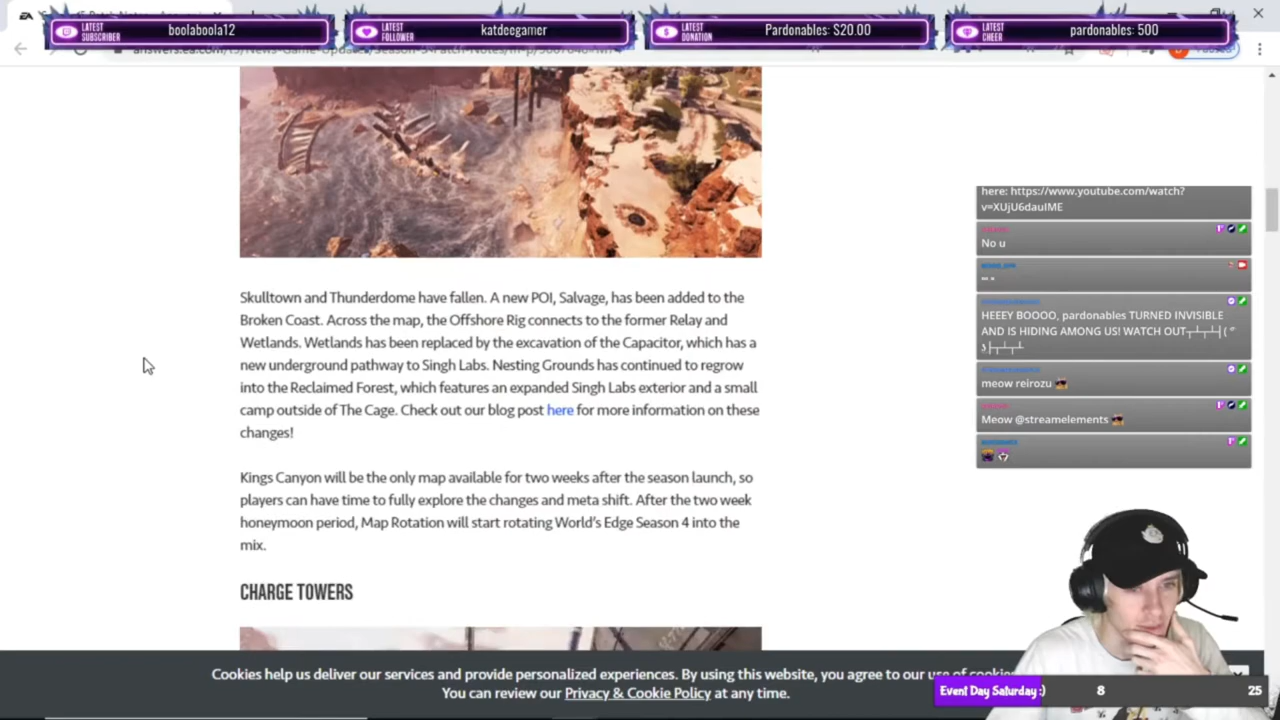 LATEST SUBSCRIBER boolaboola12
LATEST FOLLOWER katdeegamer
LATEST DONATION Pardonables: $20.00
LATEST CHEER pardonables: 500
here: https://www.youtube.com/watch?
v=XUjU6dauIME
No u
HEEEY BOOOO, pardonables TURNED INVISIBLE
AND IS HIDING AMONG US! WATCH OUT
meow reirozu
Meow @streamelements
Skulltown and Thunderdome have fallen. A new POI, Salvage, has been added to the
Broken Coast. Across the map, the Offshore Rig connects to the former Relay and
Wetlands. Wetlands has been replaced by the excavation of the Capacitor, which has a
new underground pathway to Singh Labs. Nesting Grounds has continued to regrow
into the Reclaimed Forest, which features an expanded Singh Labs exterior and a small
camp outside of The Cage. Check out our blog post here for more information on these
changes!
Kings Canyon will be the only map available for two weeks after the season launch, so
players can have time to fully explore the changes and meta shift. After the two week
honeymoon period, Map Rotation will start rotating World's Edge Season 4 into the
mix.
CHARGE TOWERS
Cookies help us deliver our services and provide personalized experiences. By using this website, you agree to our use of
You can review our Privacy & Cookie Policy at any time.
Event Day Saturday :) 8 25